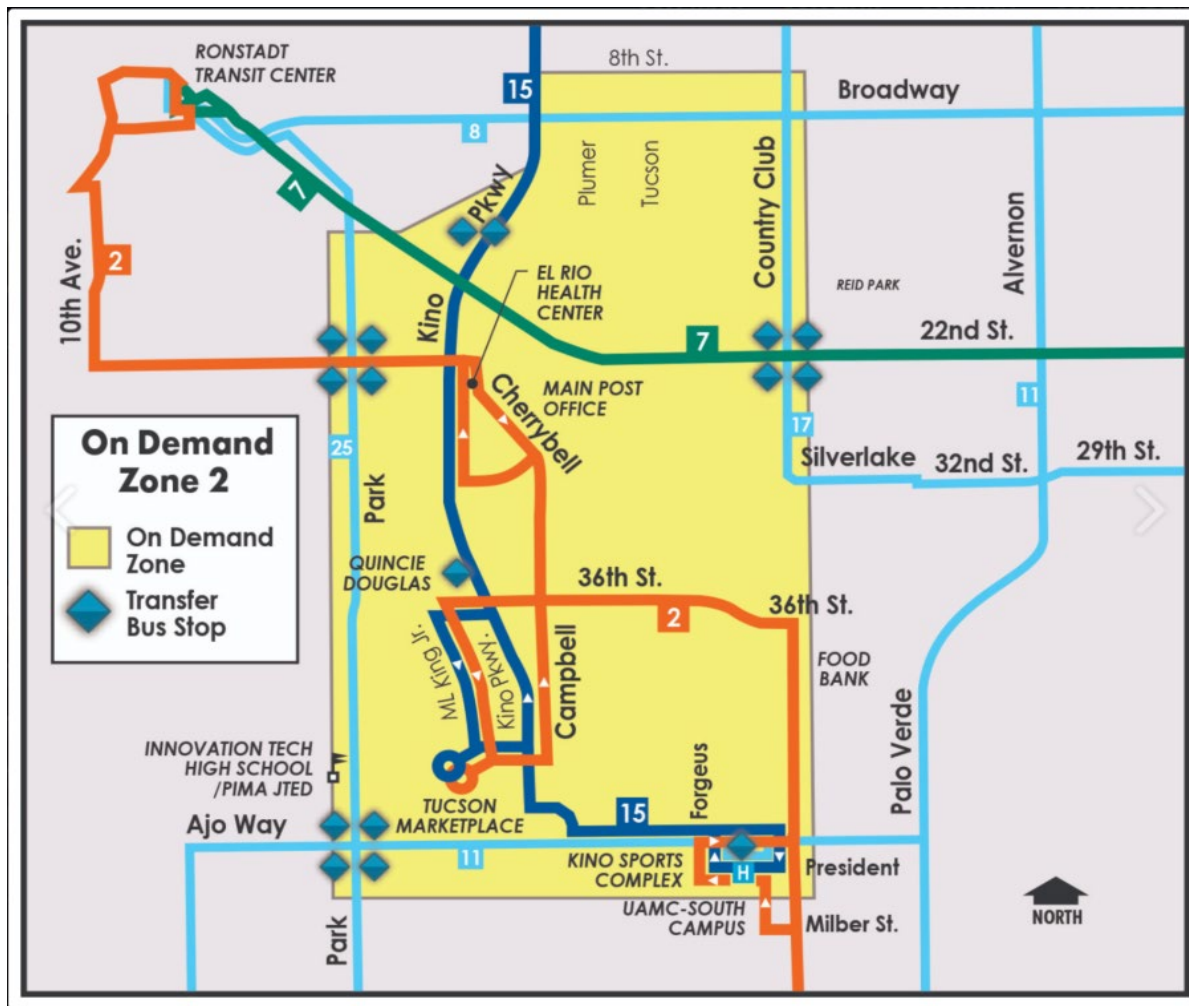 RONSTADT
TRANSIT CENTER
8th St.
15
Broadway
8
Pkwy
Plumer
Tucson
Country Club
Alvernon
7
2
10th Ave.
EL RIO
HEALTH
CENTER
REID PARK
Kino
7
22nd St.
Cherrybell
MAIN POST
OFFICE
11
On Demand
Zone 2
On Demand
Zone
Transfer
Bus Stop
25
Park
17
Silverlake
32nd St.
29th St.
QUINCIE
DOUGLAS
36th St.
2
36th St.
ML King Jr.
Kino Pkwy.
Campbell
FOOD
BANK
Palo Verde
INNOVATION TECH
HIGH SCHOOL
/PIMA JTED
Forgeus
TUCSON
MARKETPLACE
Ajo Way
15
11
KINO SPORTS
COMPLEX
H
President
UAMC-SOUTH
CAMPUS
Milber St.
Park
NORTH